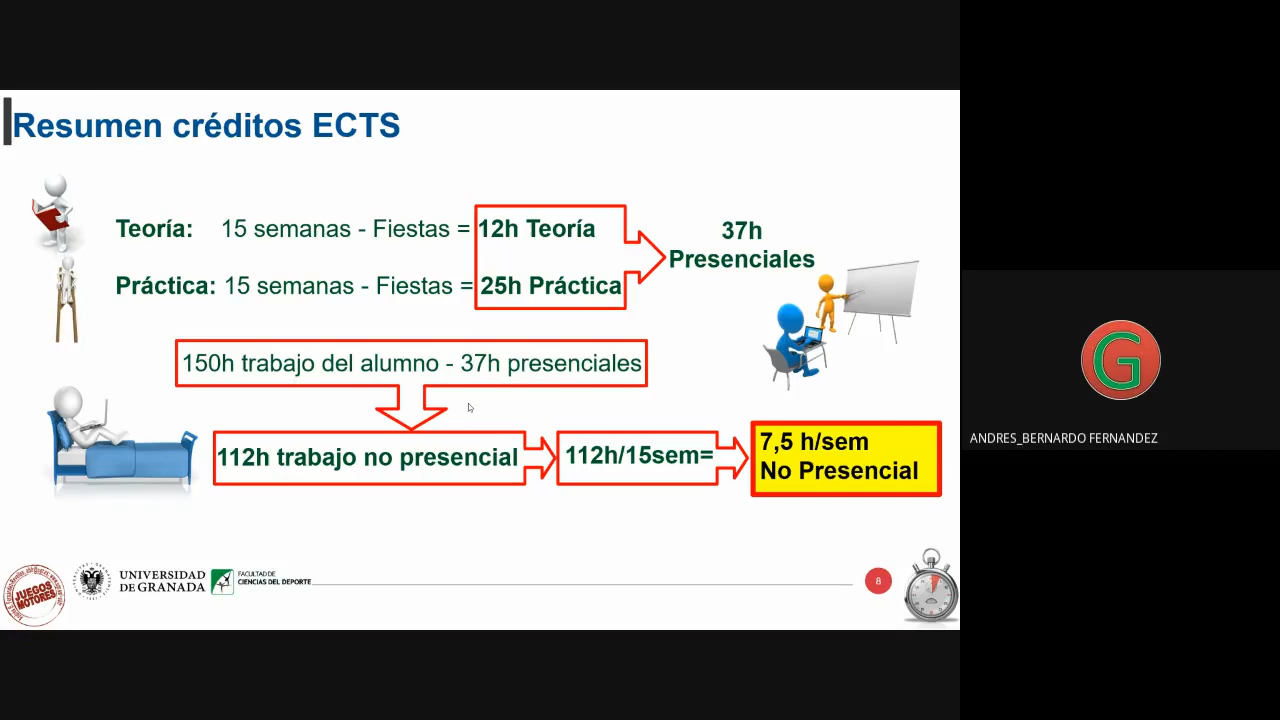 Resumen créditos ECTS
Teoría: 15 semanas - Fiestas = 12h Teoría
37h
Presenciales
Práctica: 15 semanas - Fiestas = 25h Práctica
150h trabajo del alumno - 37h presenciales
112h trabajo no presencial
112h/15sem=
7,5 h/sem
No Presencial
G
ANDRES_BERNARDO FERNANDEZ
JUEGOS
MOTORES
UNIVERSIDAD
DE GRANADA
FACULTAD DE
CIENCIAS DEL DEPORTE
8